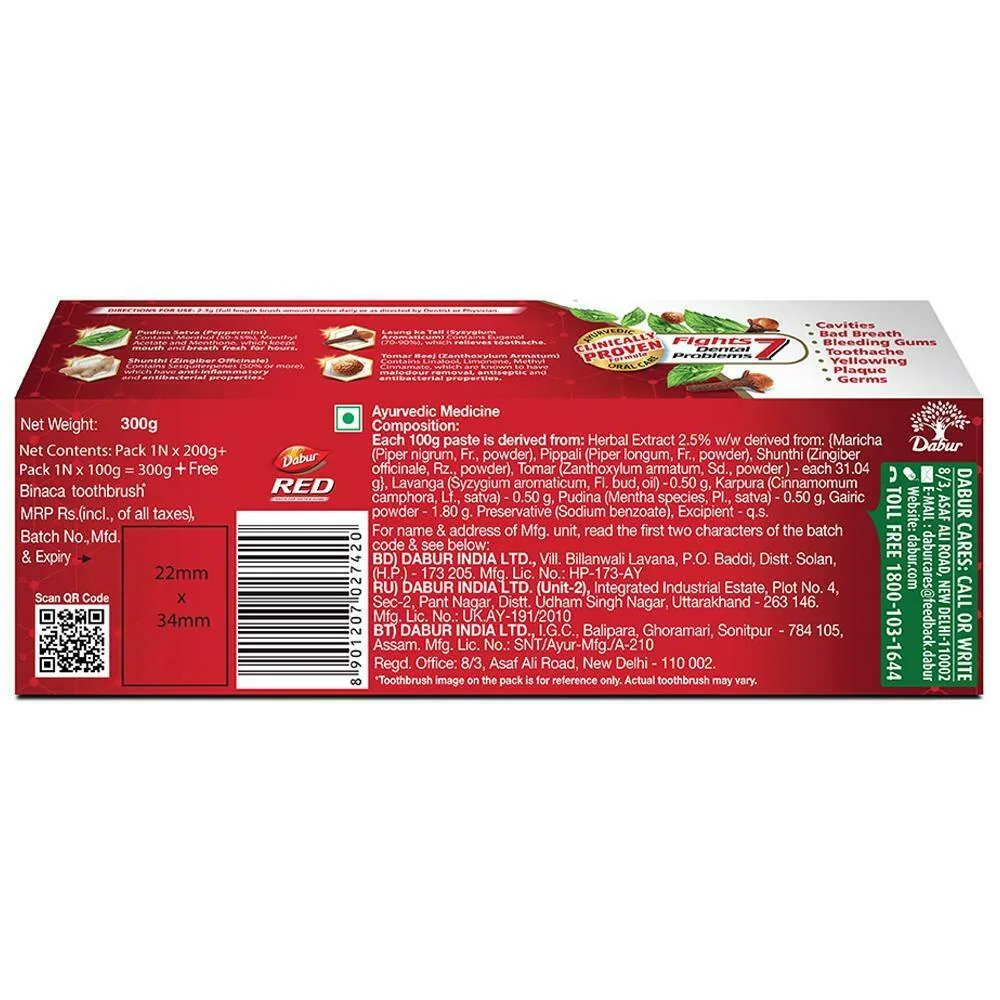 DIRECTIONS FOR USE: 2-3g (full length brush amount) twice daily or as directed by Dentist or Physician.
Pudina Satva (Peppermint)
Contains Menthol (50-55%), Menthyl
Acetate and Menthone, which keeps
mouth and breath fresh for hours.
Shunthi (Zingiber Officinale)
Contains Sesquiterpenes (50% or more),
which have anti-inflammatory
and antibacterial properties.
Laung ka Tail (Syzygium
Aromaticum) Contains Eugenol
(70-90%), which relieves toothache.
Tomar Beej (Zanthoxylum Armatum)
Contains Linalool, Limonene, Methyl
Cinnamate, which are known to have
malodour removal, antiseptic and
antibacterial properties.
AYURVEDIC
CLINICALLY
PROVEN
Formula
ORAL CARE
Fights
Dental
Problems
7
• Cavities
• Bad Breath
• Bleeding Gums
• Toothache
• Yellowing
• Plaque
• Germs
Net Weight: 300g
Net Contents: Pack 1N x 200g+
Pack 1N x 100g = 300g + Free
Binaca toothbrush*
MRP Rs.(incl., of all taxes),
Batch No.,Mfd.
& Expiry
Scan QR Code
22mm
x
34mm
Dabur
RED
8 901207 027420
Ayurvedic Medicine
Composition:
Each 100g paste is derived from: Herbal Extract 2.5% w/w derived from: {Maricha
(Piper nigrum, Fr., powder), Pippali (Piper longum, Fr., powder), Shunthi (Zingiber
officinale, Rz., powder), Tomar (Zanthoxylum armatum, Sd., powder ) - each 31.04
g}, Lavanga (Syzygium aromaticum, Fl. bud, oil) - 0.50 g, Karpura (Cinnamomum
camphora, Lf., satva) - 0.50 g, Pudina (Mentha species, Pl., satva) - 0.50 g, Gairic
powder - 1.80 g. Preservative (Sodium benzoate), Excipient - q.s.
For name & address of Mfg. unit, read the first two characters of the batch
code & see below:
BD) DABUR INDIA LTD., Vill. Billanwali Lavana, P.O. Baddi, Distt. Solan,
(H.P.) - 173 205. Mfg. Lic. No.: HP-173-AY
RU) DABUR INDIA LTD. (Unit-2), Integrated Industrial Estate, Plot No. 4,
Sec-2, Pant Nagar, Distt. Udham Singh Nagar, Uttarakhand - 263 146.
Mfg. Lic. No.: UK.AY-191/2010
BT) DABUR INDIA LTD., I.G.C., Balipara, Ghoramari, Sonitpur - 784 105,
Assam. Mfg. Lic. No.: SNT/Ayur-Mfg./A-210
Regd. Office: 8/3, Asaf Ali Road, New Delhi - 110 002.
*Toothbrush image on the pack is for reference only. Actual toothbrush may vary.
Dabur
DABUR CARES: CALL OR WRITE
8/3, ASAF ALI ROAD, NEW DELHI-110002
E-MAIL : daburcares@feedback.dabur
Website: dabur.com
TOLL FREE 1800-103-1644